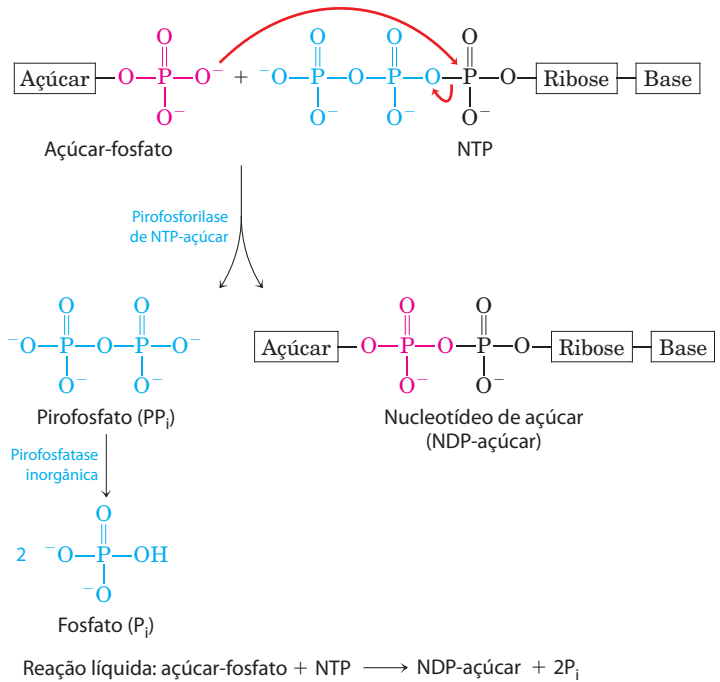 O O O O
Açúcar—O—P—O⁻ + ⁻O—P—O—P—O—P—O—Ribose—Base
O⁻ O⁻ O⁻ O⁻
Açúcar-fosfato NTP
Pirofosforilase
de NTP-açúcar
O O O O
⁻O—P—O—P—O⁻ Açúcar—O—P—O—P—O—Ribose—Base
O⁻ O⁻ O⁻ O⁻
Pirofosfato (PPi) Nucleotídeo de açúcar
(NDP-açúcar)
Pirofosfatase
inorgânica
O
2 ⁻O—P—OH
⁻O
Fosfato (Pi)
Reação líquida: açúcar-fosfato + NTP ⟶ NDP-açúcar + 2Pi